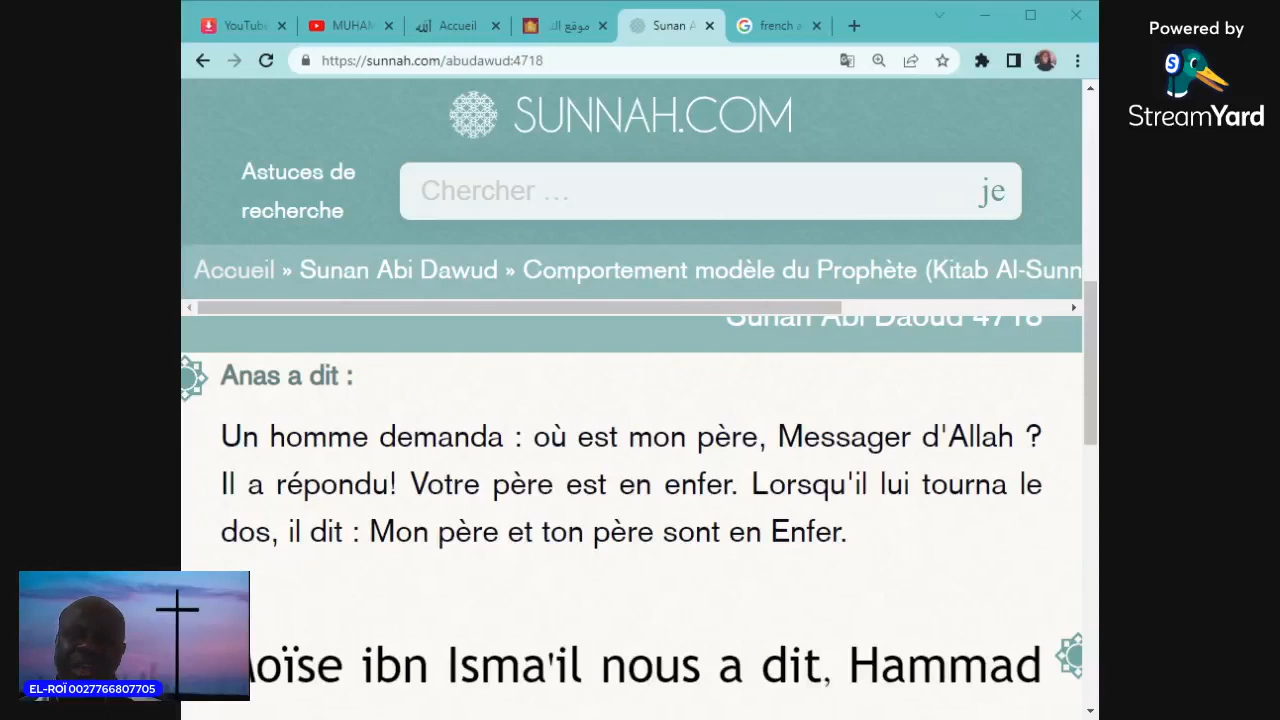 YouTube
MUHAM
الله Accueil
موقع الد
Sunan A
french a
https://sunnah.com/abudawud:4718
Powered by
StreamYard
SUNNAH.COM
Astuces de
recherche
Chercher …
je
Accueil » Sunan Abi Dawud » Comportement modèle du Prophète (Kitab Al-Sunn
Sunan Abi Daoud 4718
Anas a dit :
Un homme demanda : où est mon père, Messager d'Allah ?
Il a répondu! Votre père est en enfer. Lorsqu'il lui tourna le
dos, il dit : Mon père et ton père sont en Enfer.
oïse ibn Isma'il nous a dit, Hammad
EL-ROÏ 0027766807705